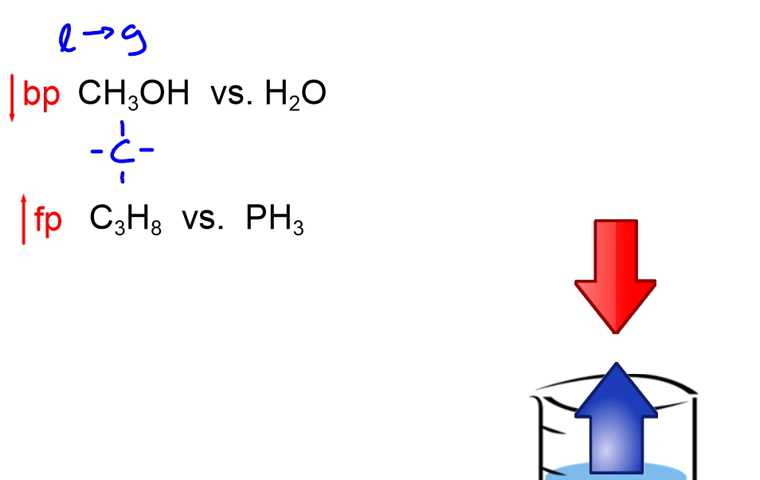 l → g
↓bp CH₃OH vs. H₂O
-C-
↑fp C₃H₈ vs. PH₃